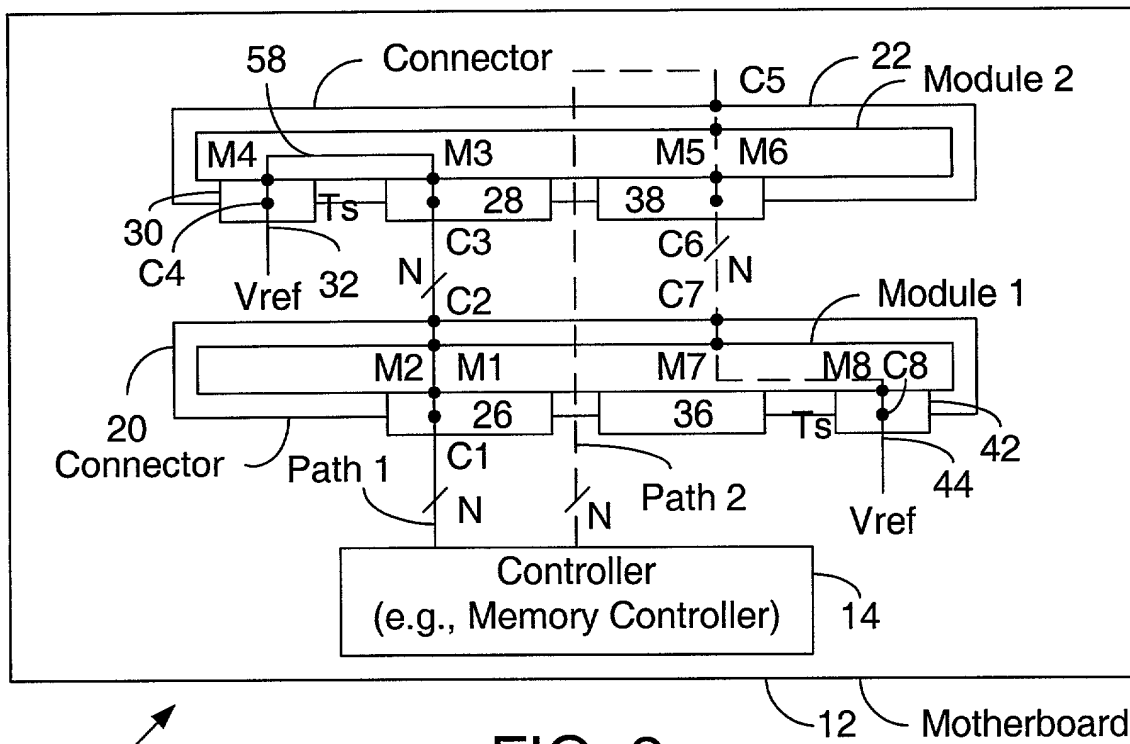 58
Connector
C5
22
Module 2
M4
M3
M5
M6
Ts
28
38
30
C4
C3
C6
32
N
N
Vref
C2
C7
Module 1
M2
M1
M7
M8
C8
20
26
36
Ts
42
Connector
C1
Path 1
N
N
Path 2
44
Vref
Controller
(e.g., Memory Controller)
14
12
Motherboard
FIG.